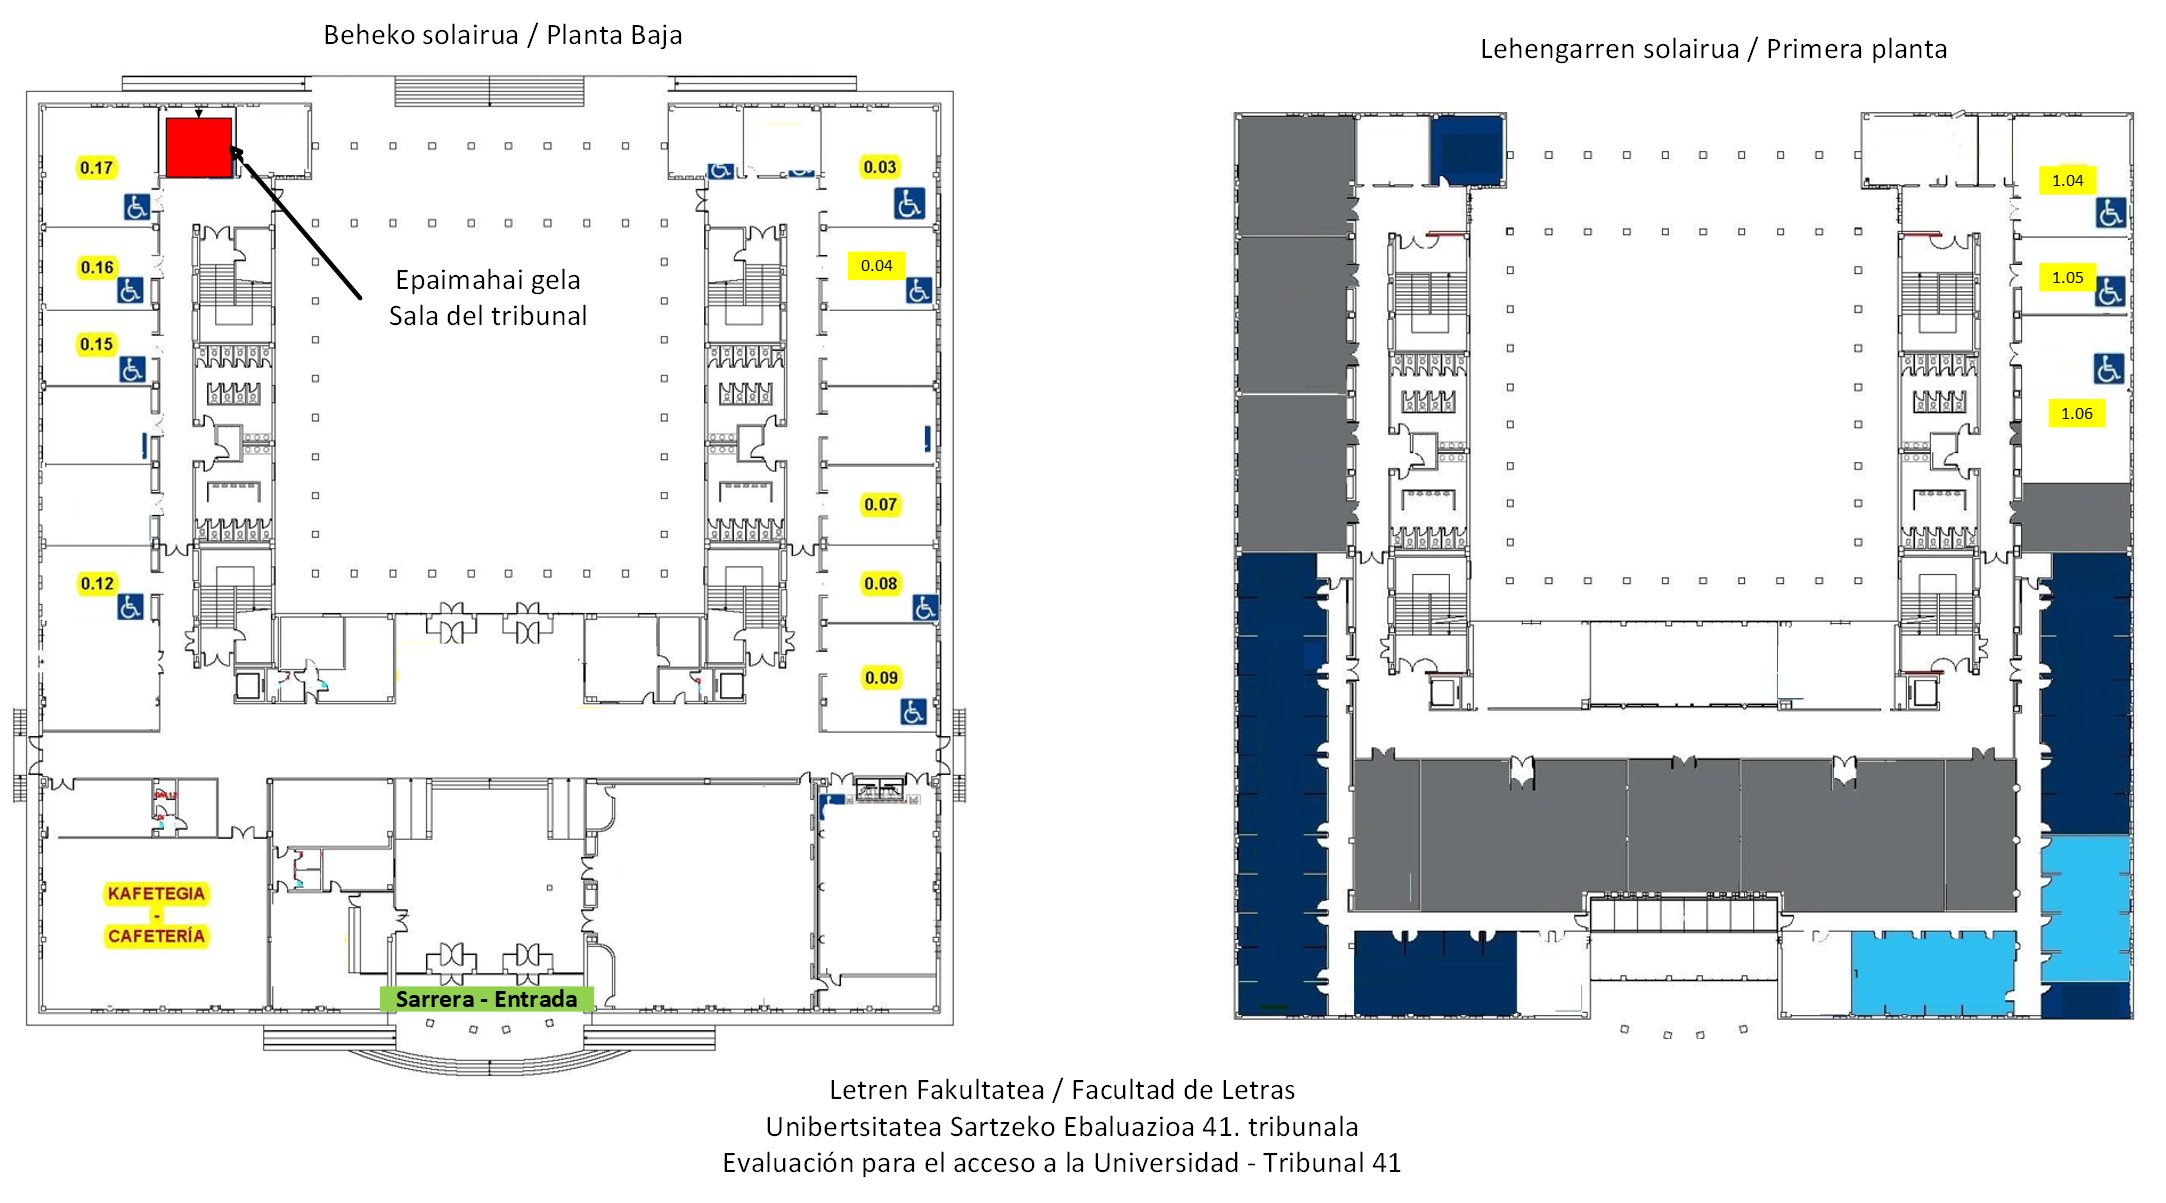 Beheko solairua / Planta Baja
Lehengarren solairua / Primera planta
0.17
0.16
0.15
0.12
Epaimahai gela
Sala del tribunal
0.03
0.04
0.07
0.08
0.09
KAFETEGIA
-
CAFETERÍA
Sarrera - Entrada
1.04
1.05
1.06
Letren Fakultatea / Facultad de Letras
Unibertsitatea Sartzeko Ebaluazioa 41. tribunala
Evaluación para el acceso a la Universidad - Tribunal 41